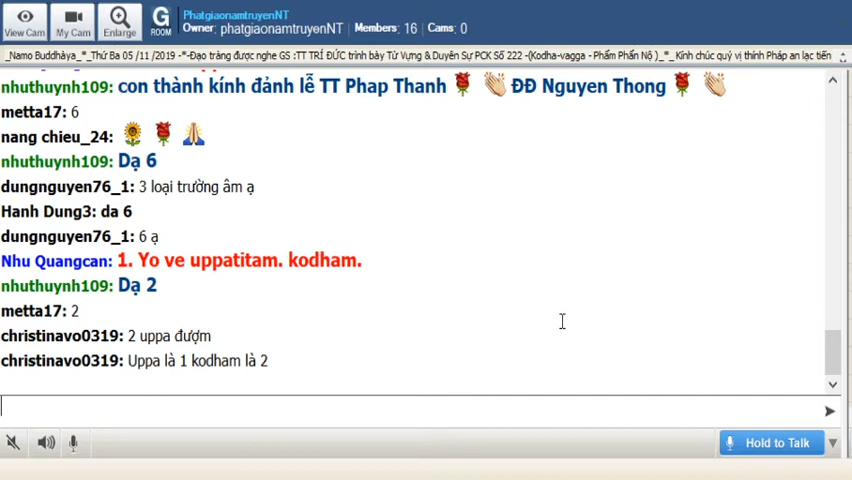 View Cam
My Cam
Enlarge
G
ROOM
PhatgiaonamtruyenNT
Owner: phatgiaonamtruyenNT Members: 16 Cams: 0
_Namo Buddhàya_*_Thứ Ba 05 /11 /2019 -*-Đạo tràng được nghe GS :TT TRÍ ĐỨC trình bày Từ Vựng & Duyên Sự PCK Số 222 -(Kodha-vagga - Phẩm Phẫn Nộ )_*_ Kính chúc quý vị thính Pháp an lạc tiến
nhuthuynh109: con thành kính đảnh lễ TT Phap Thanh ĐĐ Nguyen Thong
metta17: 6
nang chieu_24:
nhuthuynh109: Dạ 6
dungnguyen76_1: 3 loại trường âm ạ
Hanh Dung3: da 6
dungnguyen76_1: 6 ạ
Nhu Quangcan: 1. Yo ve uppatitam. kodham.
nhuthuynh109: Dạ 2
metta17: 2
christinavo0319: 2 uppa đượm
christinavo0319: Uppa là 1 kodham là 2
Hold to Talk